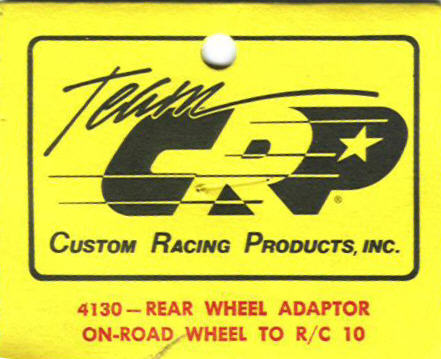 Team
CRP®
CUSTOM RACING PRODUCTS, INC.
4130 — REAR WHEEL ADAPTOR
ON-ROAD WHEEL TO R/C 10